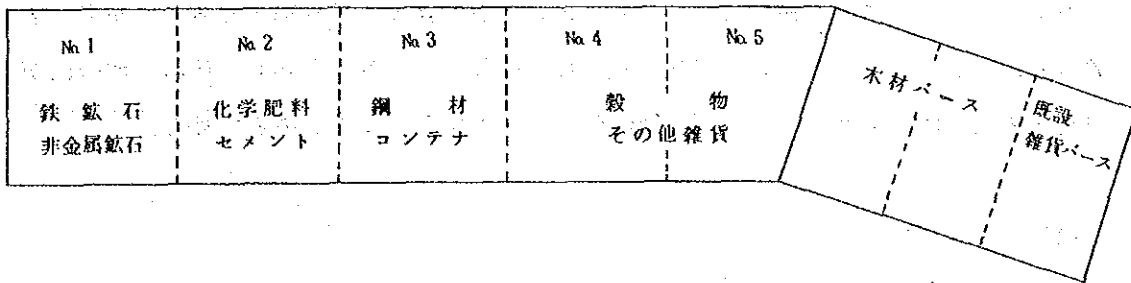 No.1
鉄鉱石
非金属鉱石
No.2
化学肥料
セメント
No.3
鋼材
コンテナ
No.4
No.5
穀物
その他雑貨
木材バース
既設
雑貨バース